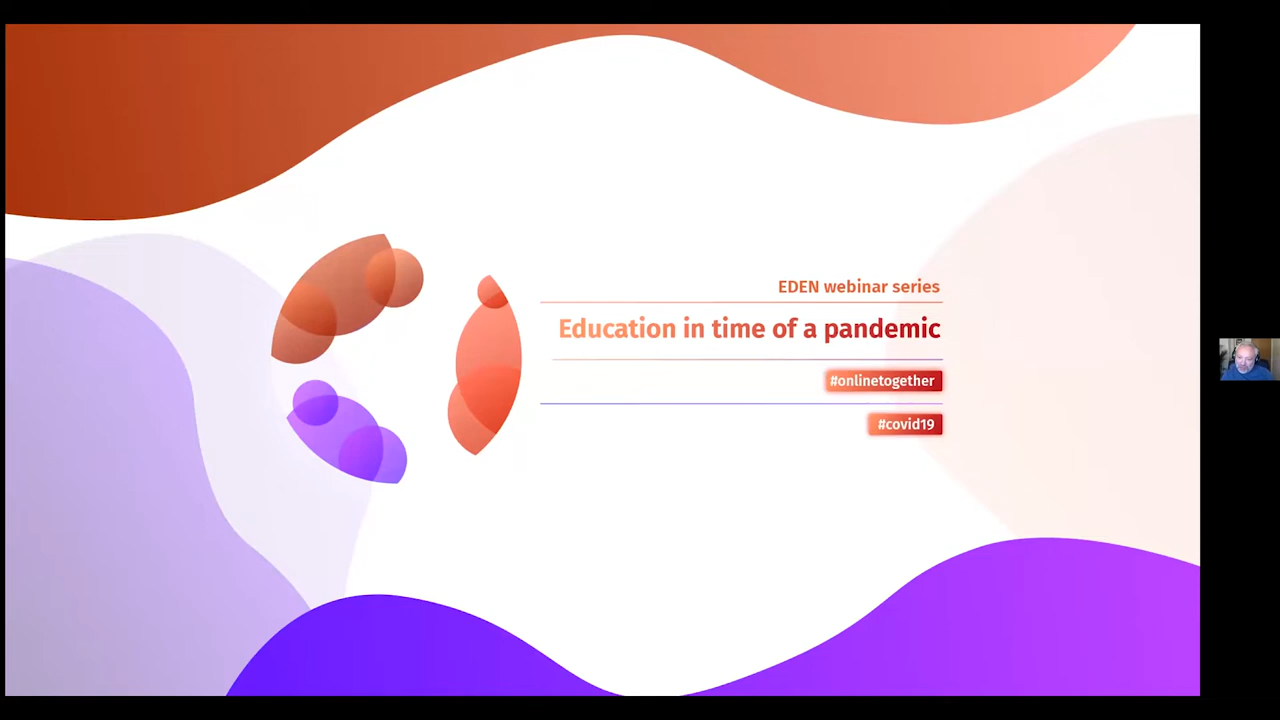 EDEN webinar series
Education in time of a pandemic
#onlinetogether
#covid19